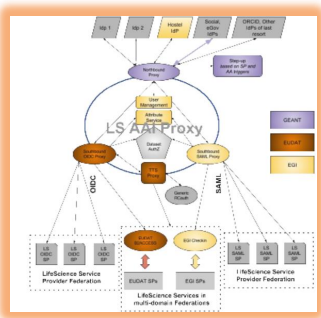 Idp 1
Idp 2
Hostel
IdP
Social,
eGov
IdPs
ORCID, Other
IdPs of last
resort
Northbound
Proxy
Step-up
based on SP and
AA triggers
User
Management
Attribute
Service
LS AAI Proxy
Dataset
AuthZ
Southbound
OIDC Proxy
Southbound
SAML Proxy
TTS
Proxy
Generic
RCauth
OIDC
SAML
GEANT
EUDAT
EGI
LS
OIDC
SP
LS
OIDC
SP
LS
OIDC
SP
LifeScience Service
Provider Federation
EUDAT
B2ACCESS
EGI CheckIn
EUDAT SPs
EGI SPs
LifeScience Services in
multi-domain Federations
LS
SAML
SP
LS
SAML
SP
LS
SAML
SP
LifeScience Service
Provider Federation